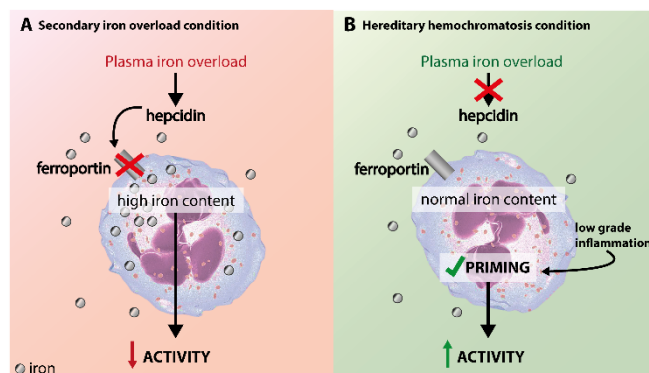 A Secondary iron overload condition
Plasma iron overload
hepcidin
ferroportin
high iron content
ACTIVITY
iron
B Hereditary hemochromatosis condition
Plasma iron overload
hepcidin
ferroportin
normal iron content
low grade
inflammation
PRIMING
ACTIVITY